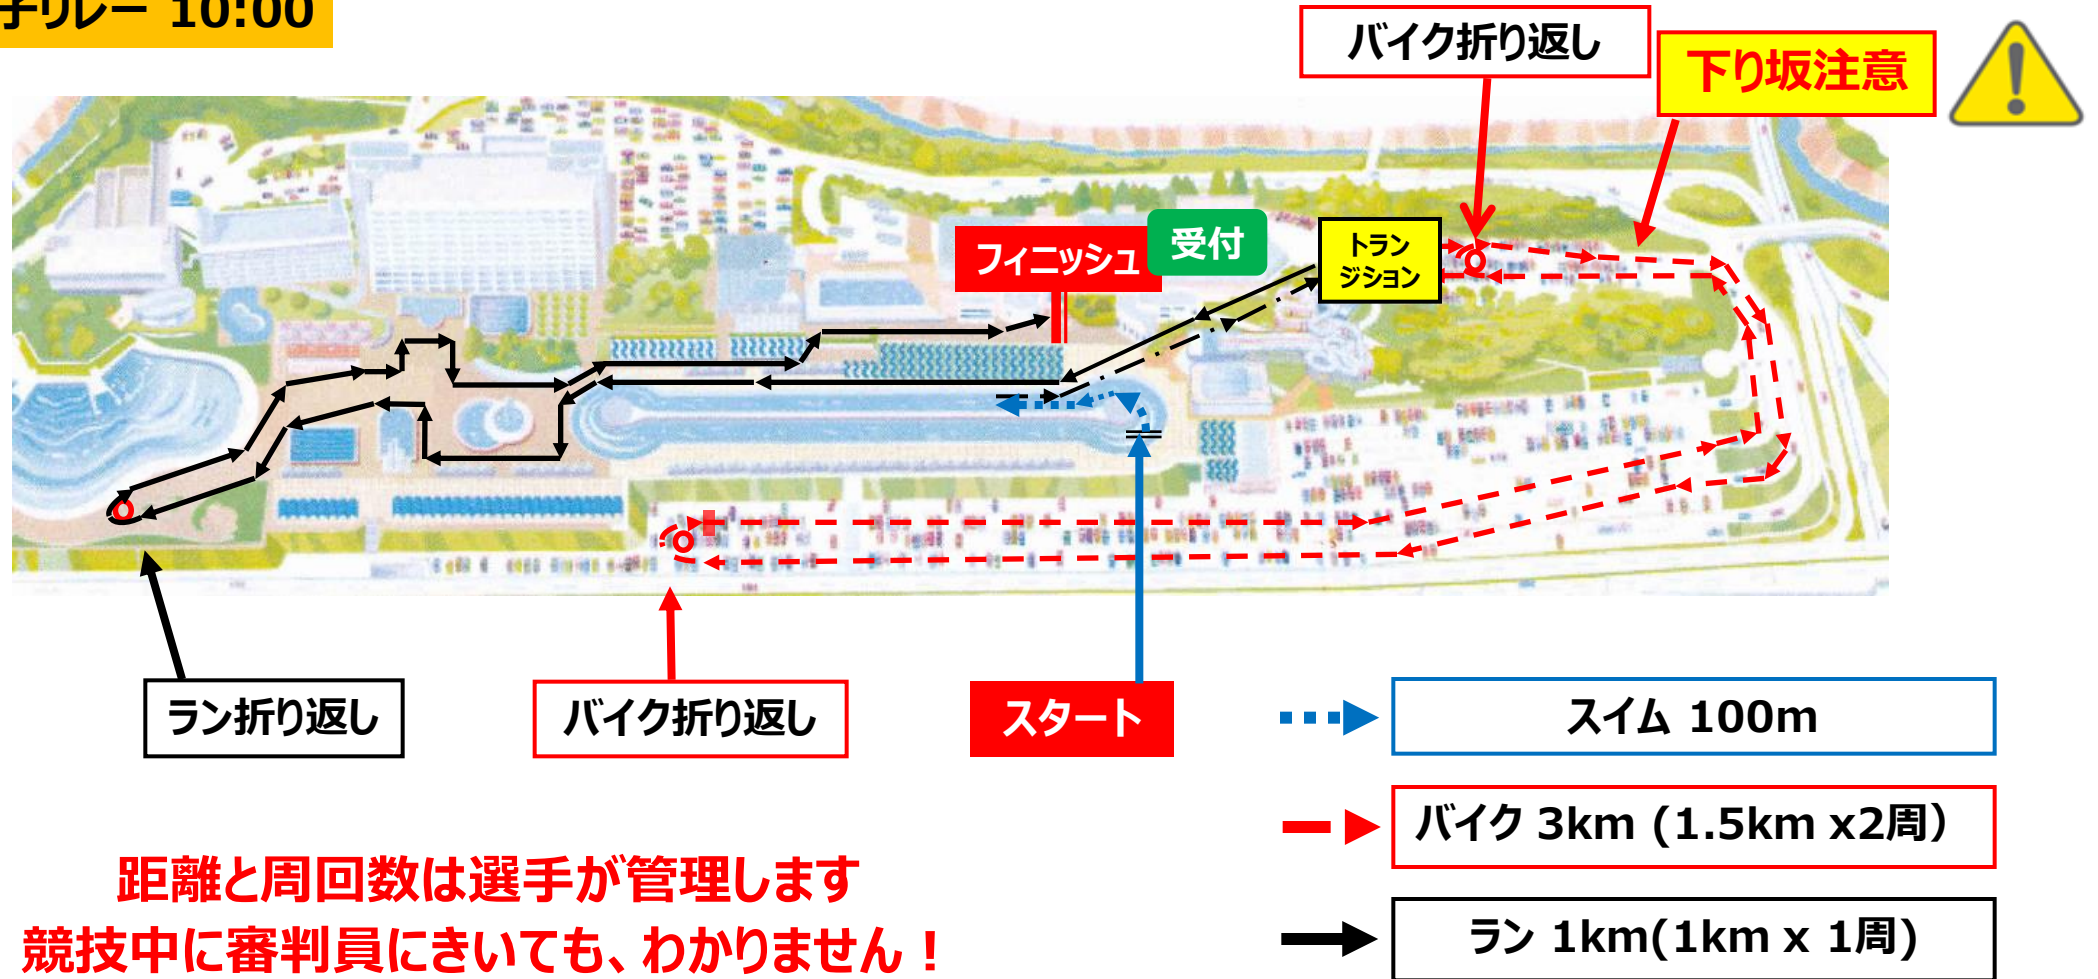 子リレー 10:00
バイク折り返し
下り坂注意
フィニッシュ
受付
トラン
ジション
ラン折り返し
バイク折り返し
スタート
スイム 100m
バイク 3km (1.5km x2周）
ラン 1km(1km x 1周)
距離と周回数は選手が管理します
競技中に審判員にきいても、わかりません！